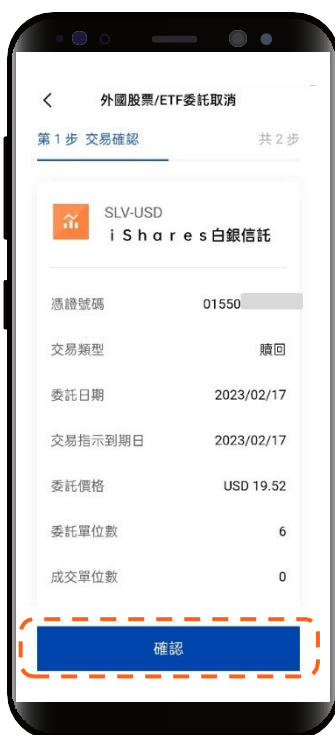 外國股票/ETF委託取消
第1步 交易確認 共2步
SLV-USD
iShares白銀信託
憑證號碼 01550
交易類型 贖回
委託日期 2023/02/17
交易指示到期日 2023/02/17
委託價格 USD 19.52
委託單位數 6
成交單位數 0
確認